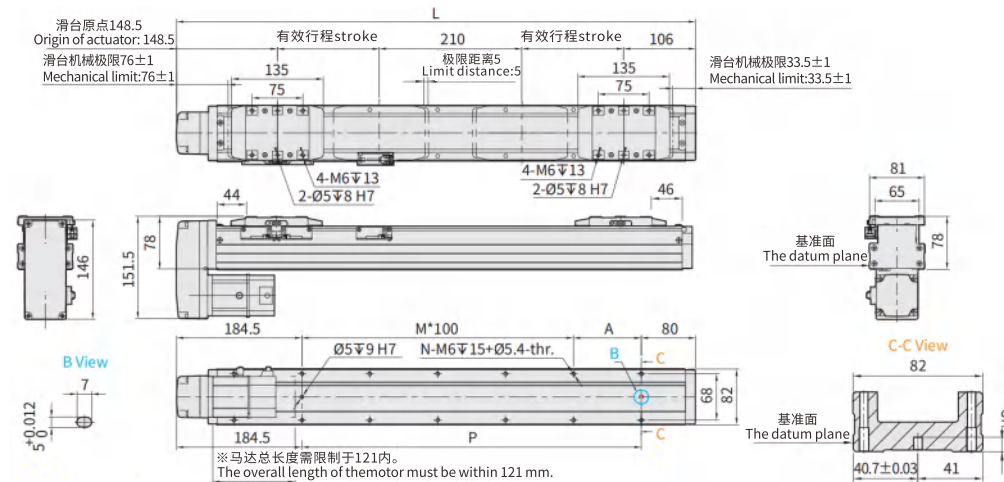 L
滑台原点148.5
Origin of actuator: 148.5
有效行程stroke
210
有效行程stroke
106
滑台机械极限76±1
Mechanical limit:76±1
极限距离5
Limit distance:5
滑台机械极限33.5±1
Mechanical limit:33.5±1
135
75
135
75
4-M6↧13
2-Ø5↧8 H7
4-M6↧13
2-Ø5↧8 H7
81
65
44
46
146
151.5
78
78
基准面
The datum plane
184.5
M*100
A
80
B View
7
+0.012
5 0
Ø5↧9 H7
N-M6↧15+Ø5.4-thr.
B
C
C
68
82
C-C View
82
基准面
The datum plane
40.7±0.03
41
184.5
P
※马达总长度需限制于121内。
The overall length of themotor must be within 121 mm.